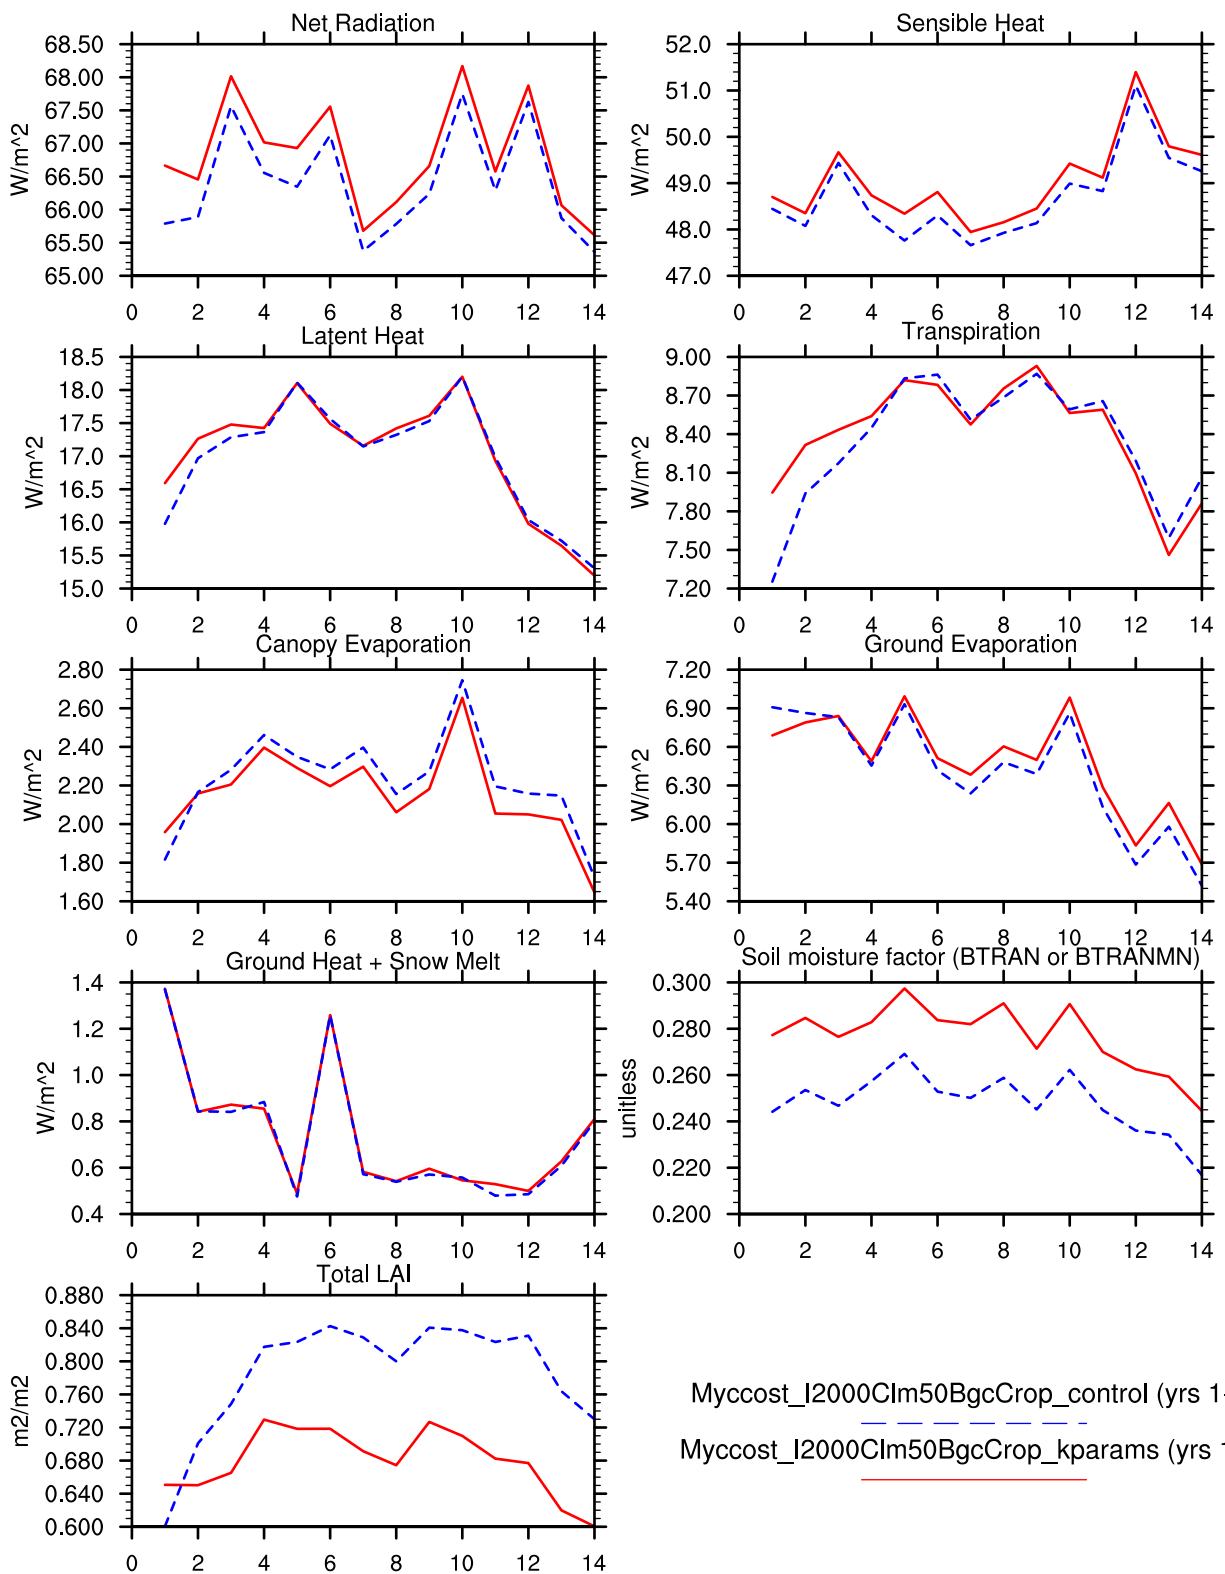 Net Radiation
68.50
68.00
67.50
67.00
66.50
66.00
65.50
65.00
W/m^2
0 2 4 6 8 10 12 14
Sensible Heat
52.0
51.0
50.0
49.0
48.0
47.0
W/m^2
0 2 4 6 8 10 12 14
Latent Heat
18.5
18.0
17.5
17.0
16.5
16.0
15.5
15.0
W/m^2
0 2 4 6 8 10 12 14
Transpiration
9.00
8.70
8.40
8.10
7.80
7.50
7.20
W/m^2
0 2 4 6 8 10 12 14
Canopy Evaporation
2.80
2.60
2.40
2.20
2.00
1.80
1.60
W/m^2
0 2 4 6 8 10 12 14
Ground Evaporation
7.20
6.90
6.60
6.30
6.00
5.70
5.40
W/m^2
0 2 4 6 8 10 12 14
Ground Heat + Snow Melt
1.4
1.2
1.0
0.8
0.6
0.4
W/m^2
0 2 4 6 8 10 12 14
Soil moisture factor (BTRAN or BTRANMN)
0.300
0.280
0.260
0.240
0.220
0.200
unitless
0 2 4 6 8 10 12 14
Total LAI
0.880
0.840
0.800
0.760
0.720
0.680
0.640
0.600
m2/m2
0 2 4 6 8 10 12 14
Myccost_I2000Clm50BgcCrop_control (yrs 1-
Myccost_I2000Clm50BgcCrop_kparams (yrs 1